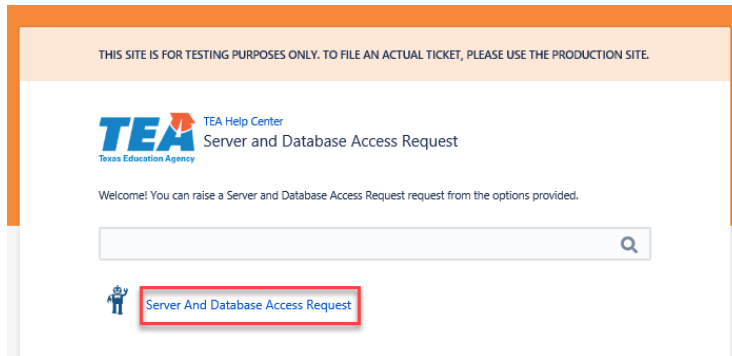 THIS SITE IS FOR TESTING PURPOSES ONLY. TO FILE AN ACTUAL TICKET, PLEASE USE THE PRODUCTION SITE.
TEA
Texas Education Agency
TEA Help Center
Server and Database Access Request
Welcome! You can raise a Server and Database Access Request request from the options provided.
Server And Database Access Request